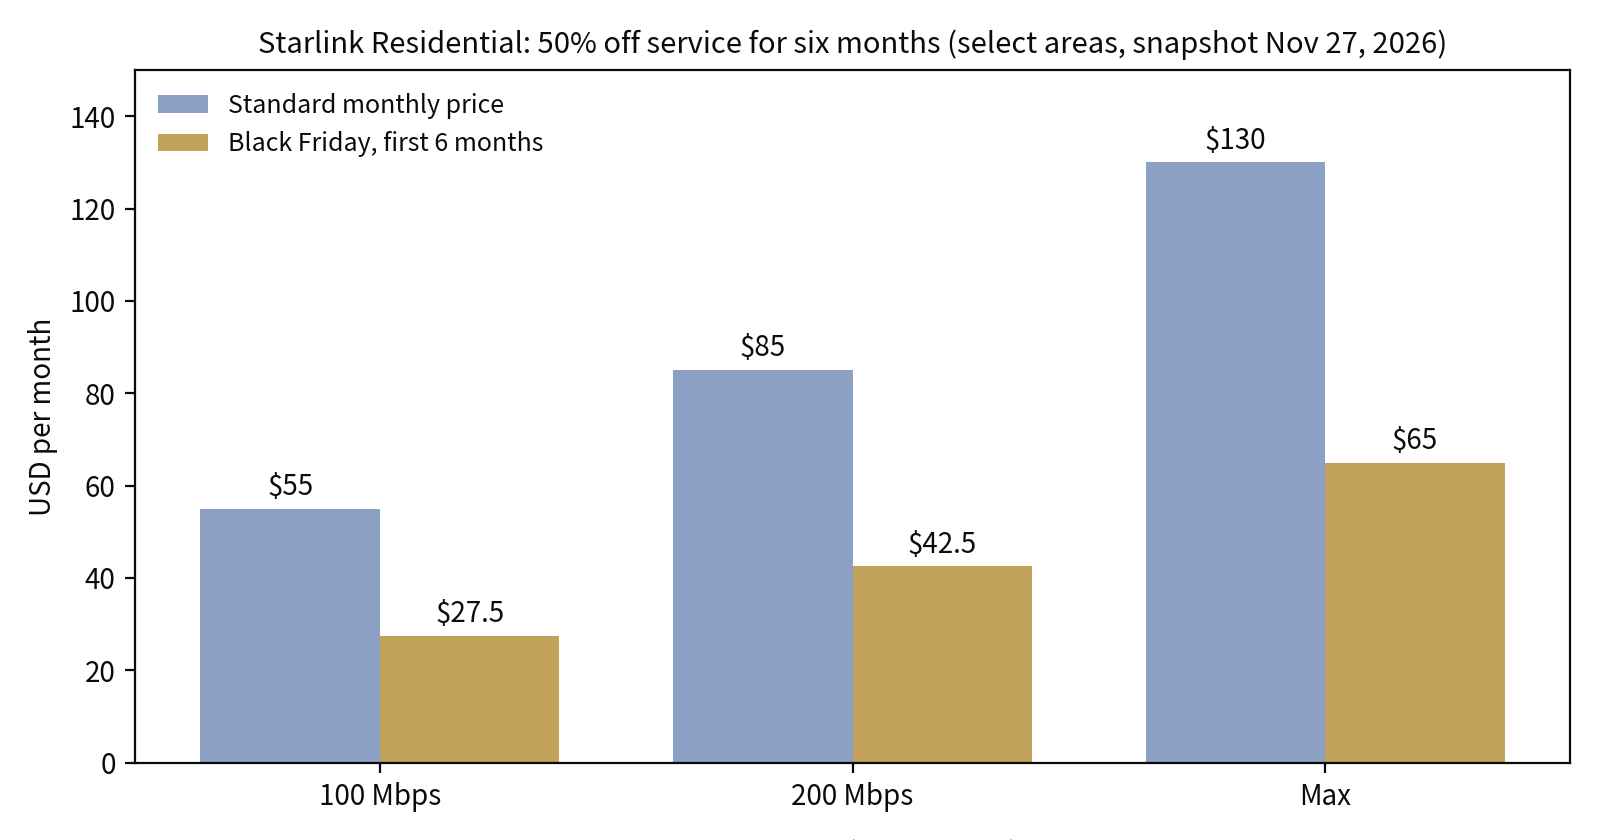 Starlink Residential: 50% off service for six months (select areas, snapshot Nov 27, 2026)
Standard monthly price
Black Friday, first 6 months
USD per month
140
120
100
80
60
40
20
0
$55
$27.5
$85
$42.5
$130
$65
100 Mbps
200 Mbps
Max